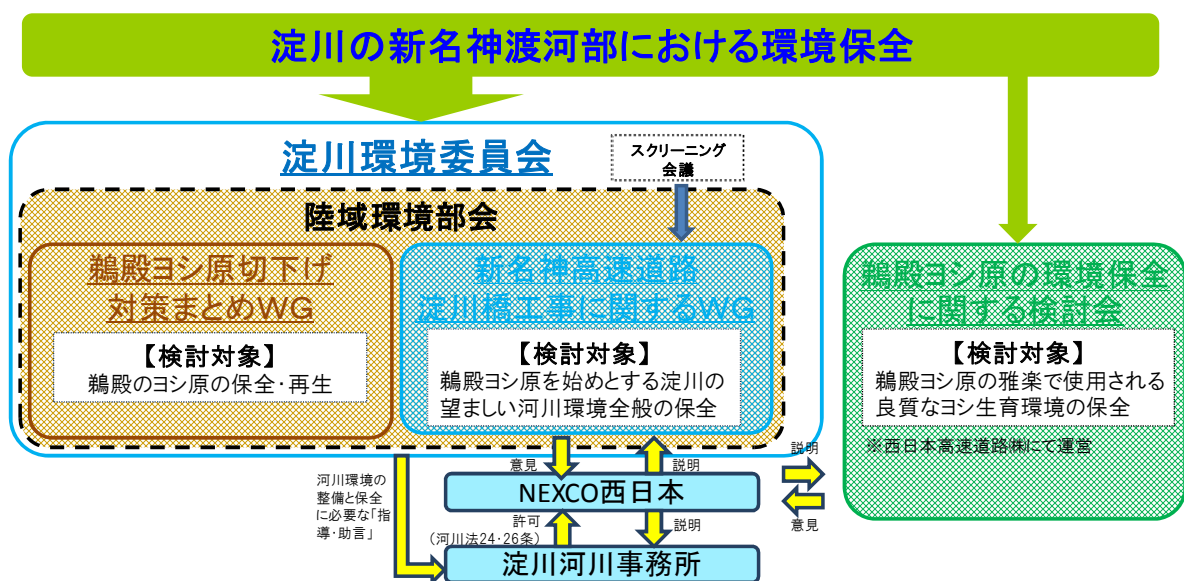 淀川の新名神渡河部における環境保全
淀川環境委員会
スクリーニング
会議
陸域環境部会
鵜殿ヨシ原切下げ
対策まとめWG
【検討対象】
鵜殿のヨシ原の保全・再生
新名神高速道路
淀川橋工事に関するWG
【検討対象】
鵜殿ヨシ原を始めとする淀川の
望ましい河川環境全般の保全
鵜殿ヨシ原の環境保全
に関する検討会
【検討対象】
鵜殿ヨシ原の雅楽で使用される
良質なヨシ生育環境の保全
※西日本高速道路㈱にて運営
意見
説明
説明
意見
NEXCO西日本
河川環境の
整備と保全
に必要な「指
導・助言」
許可
(河川法24・26条)
説明
淀川河川事務所